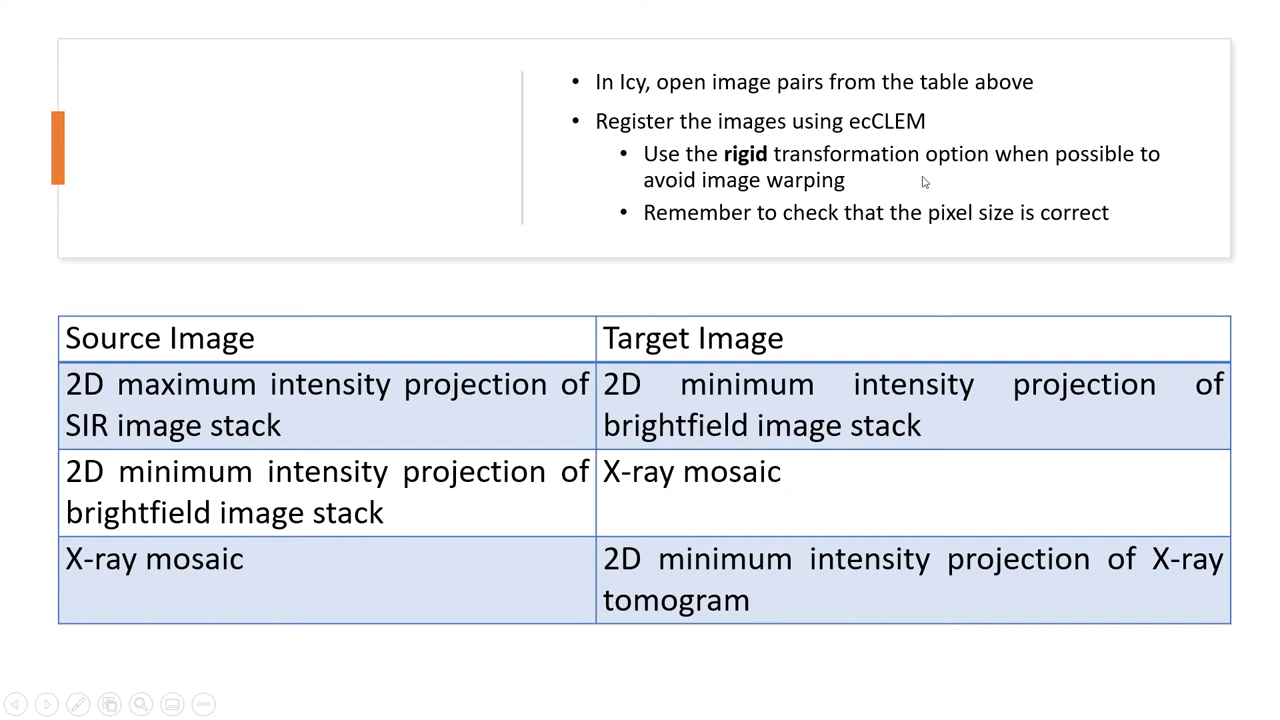 In Icy, open image pairs from the table above
Register the images using ecCLEM
Use the rigid transformation option when possible to
avoid image warping
Remember to check that the pixel size is correct
Source Image
Target Image
2D maximum intensity projection of
SIR image stack
2D minimum intensity projection of
brightfield image stack
2D minimum intensity projection of
brightfield image stack
X-ray mosaic
X-ray mosaic
2D minimum intensity projection of X-ray
tomogram